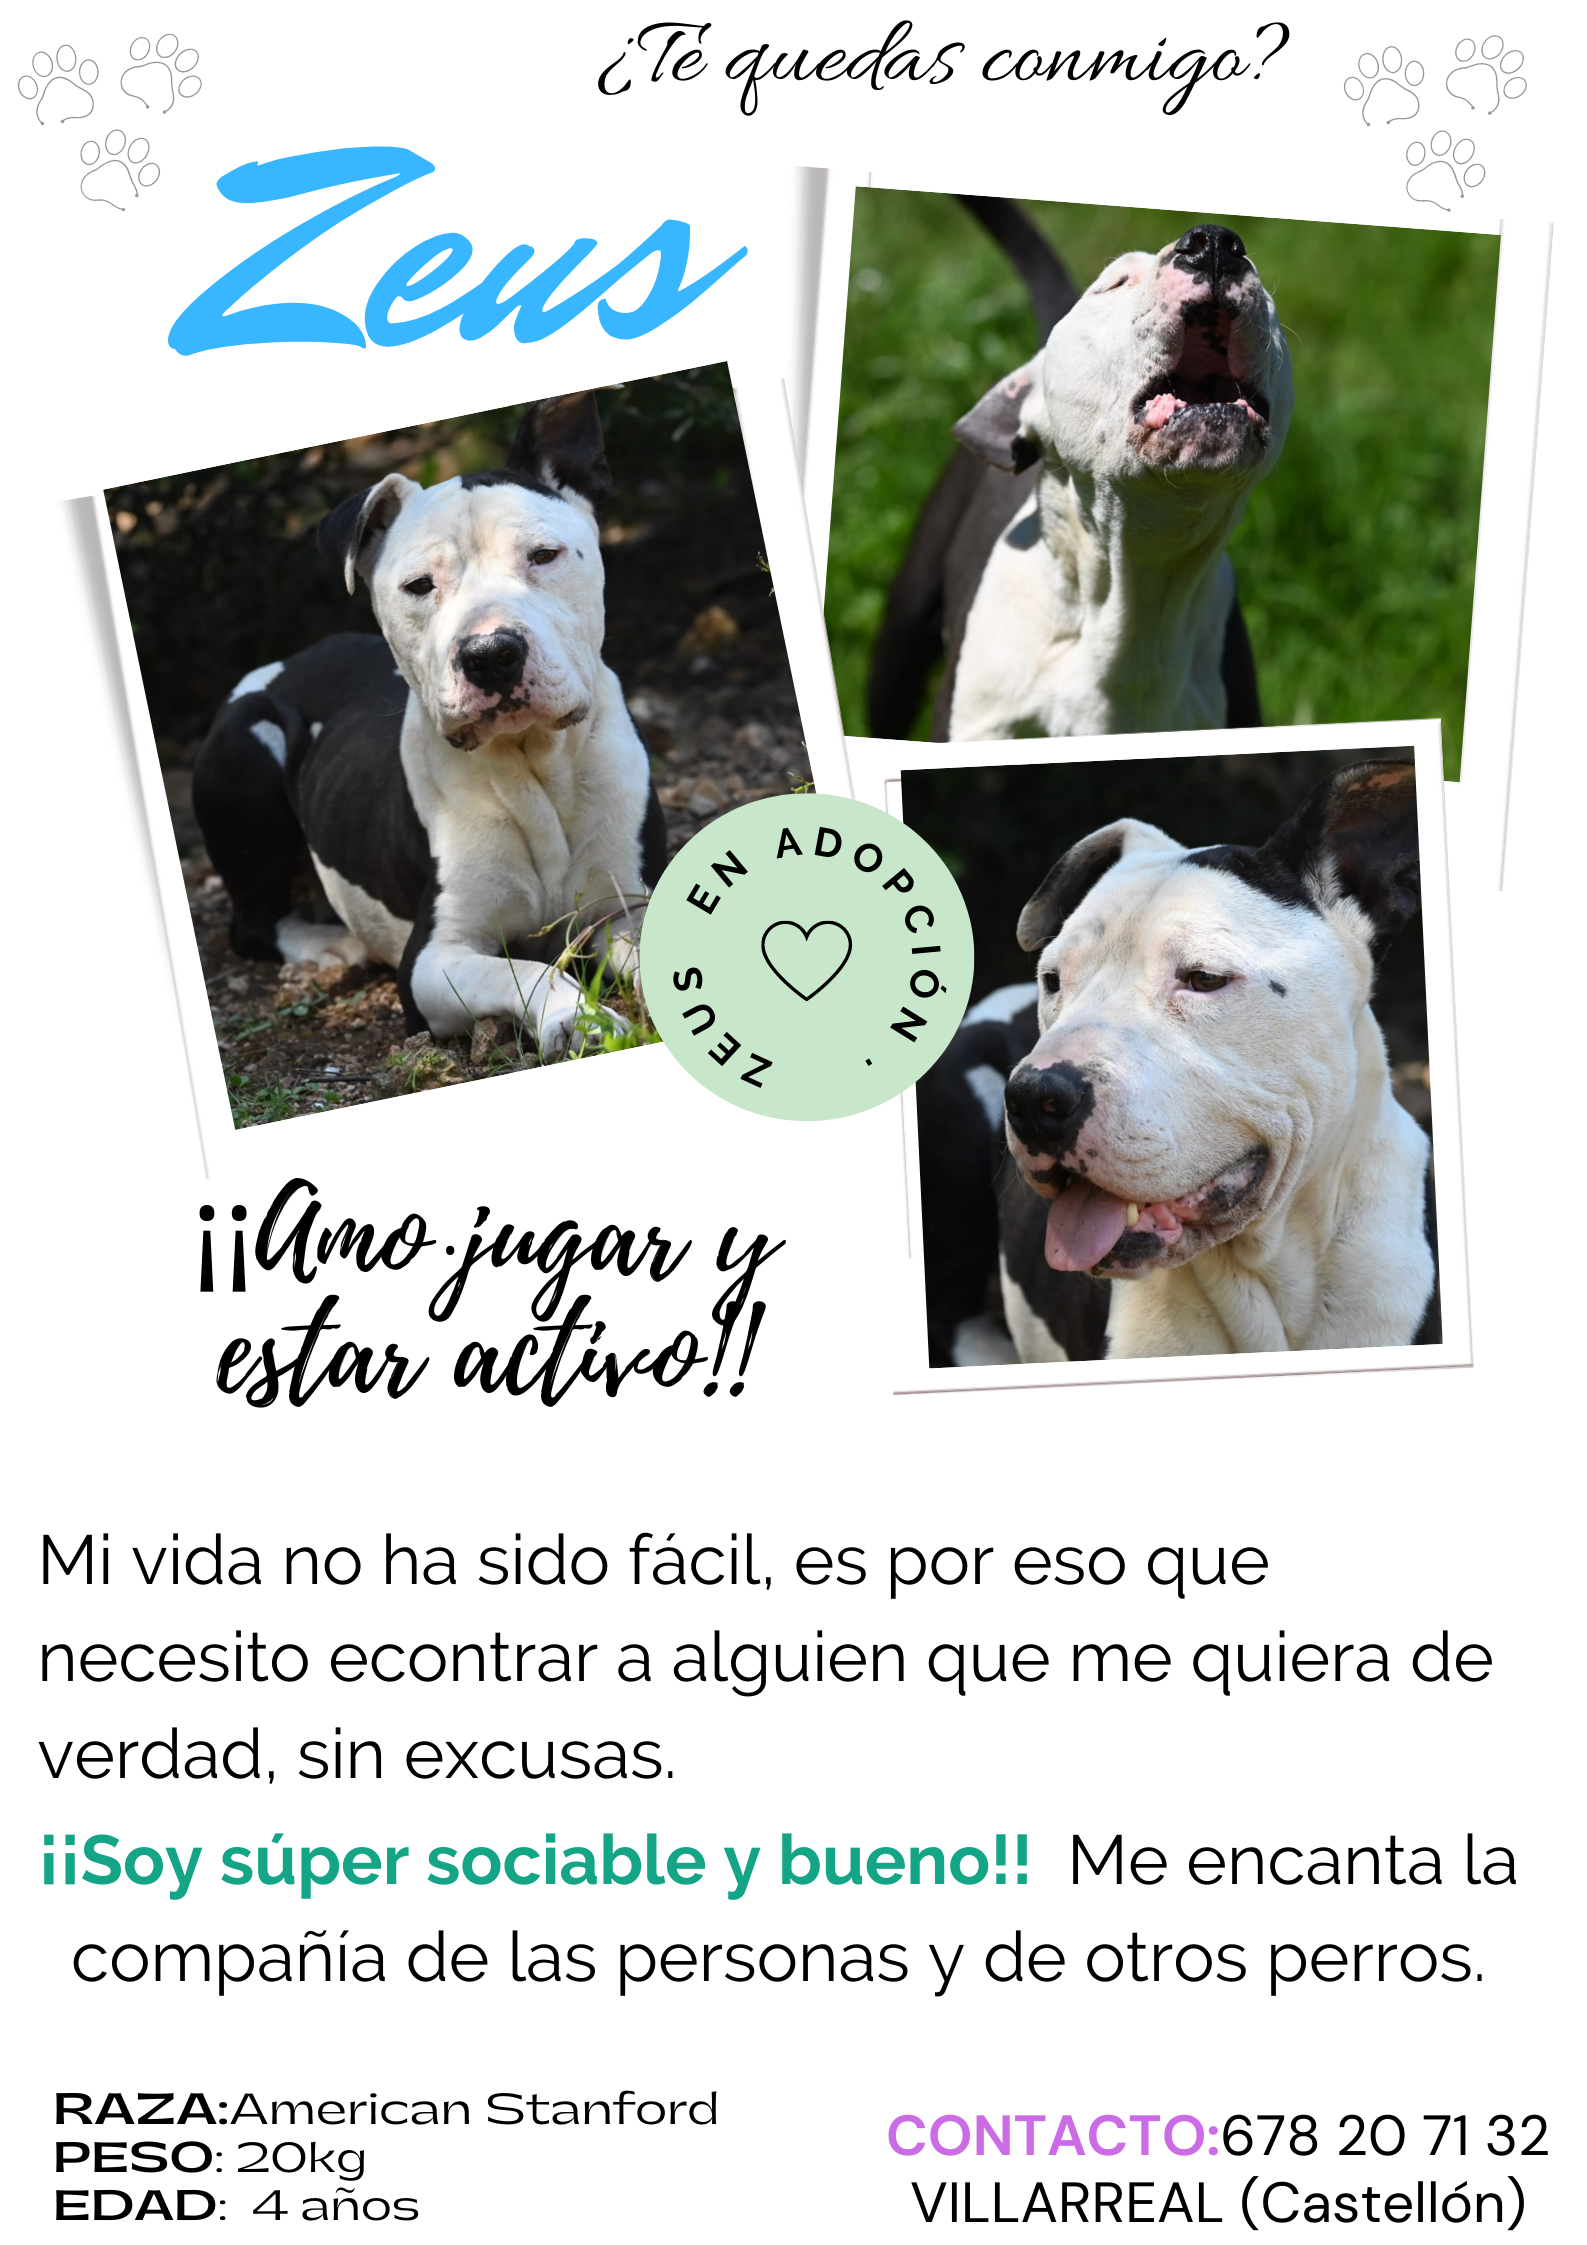 ¿Té quedas conmigo?
Zeus
ZEUS EN ADOPCIÓN ·
¡¡Amo jugar y
estar activo!!
Mi vida no ha sido fácil, es por eso que
necesito econtrar a alguien que me quiera de
verdad, sin excusas.
¡¡Soy súper sociable y bueno!! Me encanta la
compañía de las personas y de otros perros.
RAZA:American Stanford
PESO: 20kg
EDAD: 4 años
CONTACTO:678 20 71 32
VILLARREAL (Castellón)